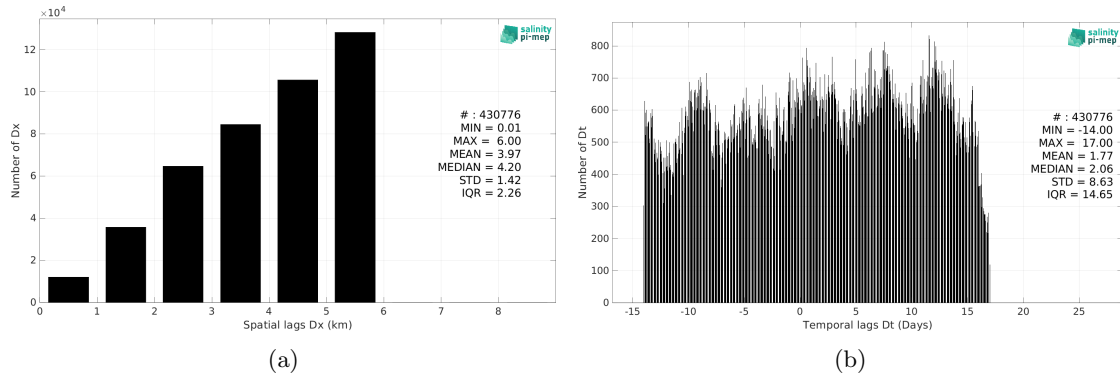 ×10⁴
salinity
pi-mep
12
10
8
6
4
2
0
Number of Dx
# : 430776
MIN = 0.01
MAX = 6.00
MEAN = 3.97
MEDIAN = 4.20
STD = 1.42
IQR = 2.26
0 1 2 3 4 5 6 7 8
Spatial lags Dx (km)
(a)
salinity
pi-mep
800
700
600
500
400
300
200
100
0
Number of Dt
# : 430776
MIN = -14.00
MAX = 17.00
MEAN = 1.77
MEDIAN = 2.06
STD = 8.63
IQR = 14.65
-15 -10 -5 0 5 10 15 20 25
Temporal lags Dt (Days)
(b)